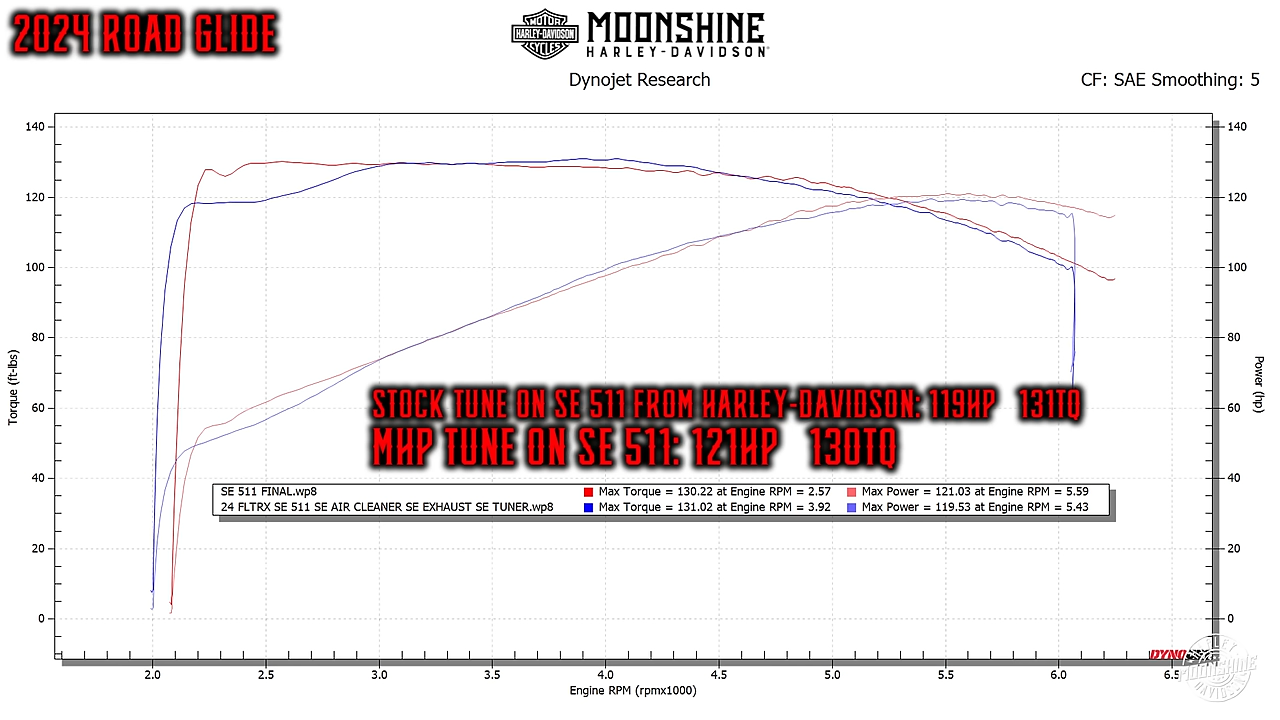 2024 ROAD GLIDE
MOTOR
HARLEY-DAVIDSON
CYCLES
MOONSHINE
HARLEY-DAVIDSON
Dynojet Research
CF: SAE Smoothing: 5
140
120
100
80
60
40
20
0
Torque (ft-lbs)
140
120
100
80
60
40
20
0
Power (hp)
STOCK TUNE ON SE 511 FROM HARLEY-DAVIDSON: 119HP 131TQ
MHP TUNE ON SE 511: 121HP 130TQ
SE 511 FINAL.wp8 Max Torque = 130.22 at Engine RPM = 2.57 Max Power = 121.03 at Engine RPM = 5.59
24 FLTRX SE 511 SE AIR CLEANER SE EXHAUST SE TUNER.wp8 Max Torque = 131.02 at Engine RPM = 3.92 Max Power = 119.53 at Engine RPM = 5.43
2.0 2.5 3.0 3.5 4.0 4.5 5.0 5.5 6.0 6.5
Engine RPM (rpmx1000)
MOONSHINE